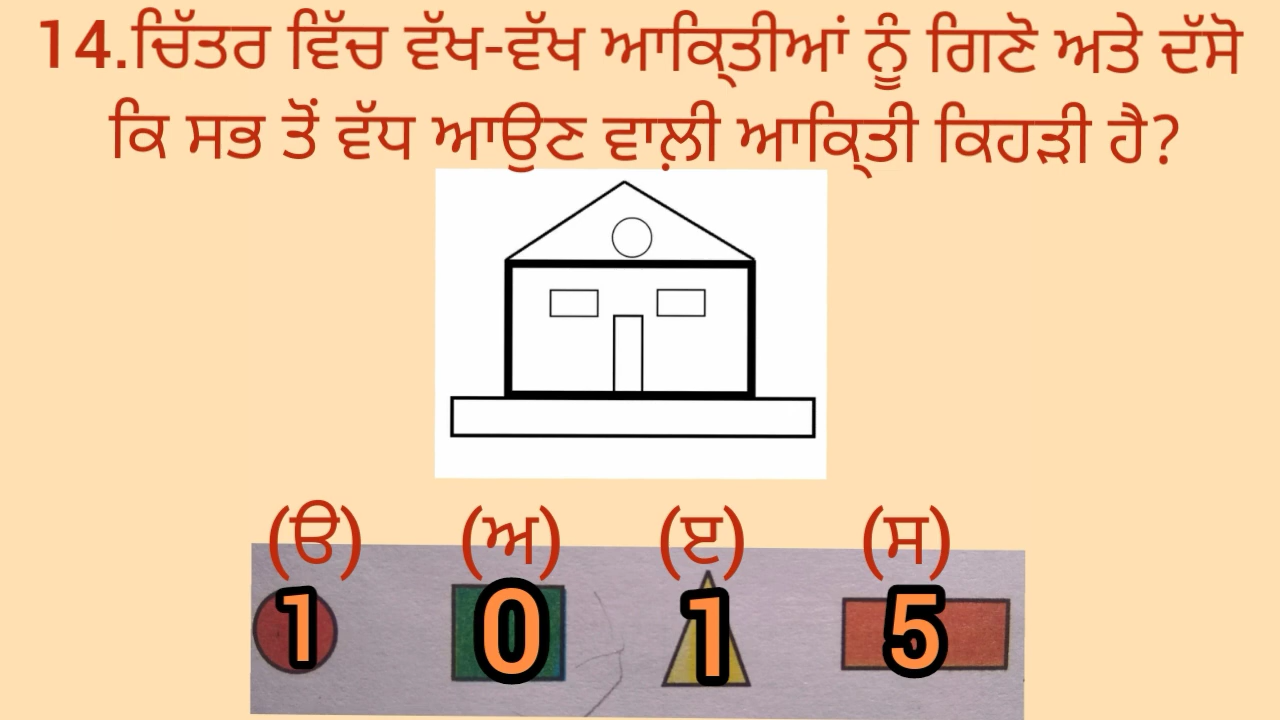 14.ਚਿੱਤਰ ਵਿੱਚ ਵੱਖ-ਵੱਖ ਆਕ੍ਤੀਆਂ ਨੂੰ ਗਿਣੋ ਅਤੇ ਦੱਸੋ
ਕਿ ਸਭ ਤੋਂ ਵੱਧ ਆਉਣ ਵਾਲ਼ੀ ਆਕ੍ਤੀ ਕਿਹੜੀ ਹੈ?
(ੳ) (ਅ) (ੲ) (ਸ)
1 0 1 5